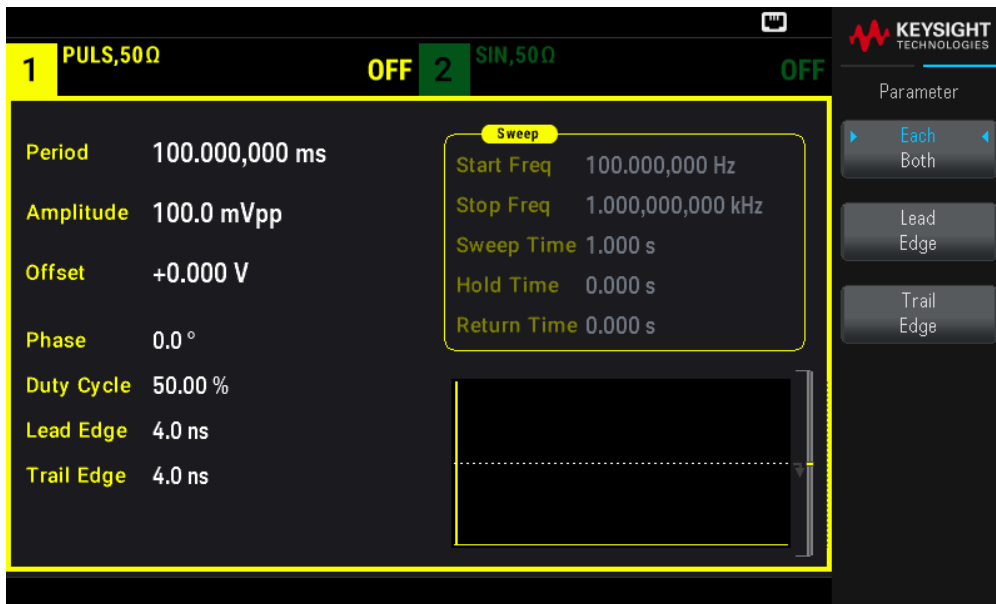 KEYSIGHT
TECHNOLOGIES
1 PULS,50Ω OFF
2 SIN,50Ω OFF
Parameter
Each
Both
Lead
Edge
Trail
Edge
Period 100.000,000 ms
Amplitude 100.0 mVpp
Offset +0.000 V
Phase 0.0 °
Duty Cycle 50.00 %
Lead Edge 4.0 ns
Trail Edge 4.0 ns
Sweep
Start Freq 100.000,000 Hz
Stop Freq 1.000,000,000 kHz
Sweep Time 1.000 s
Hold Time 0.000 s
Return Time 0.000 s